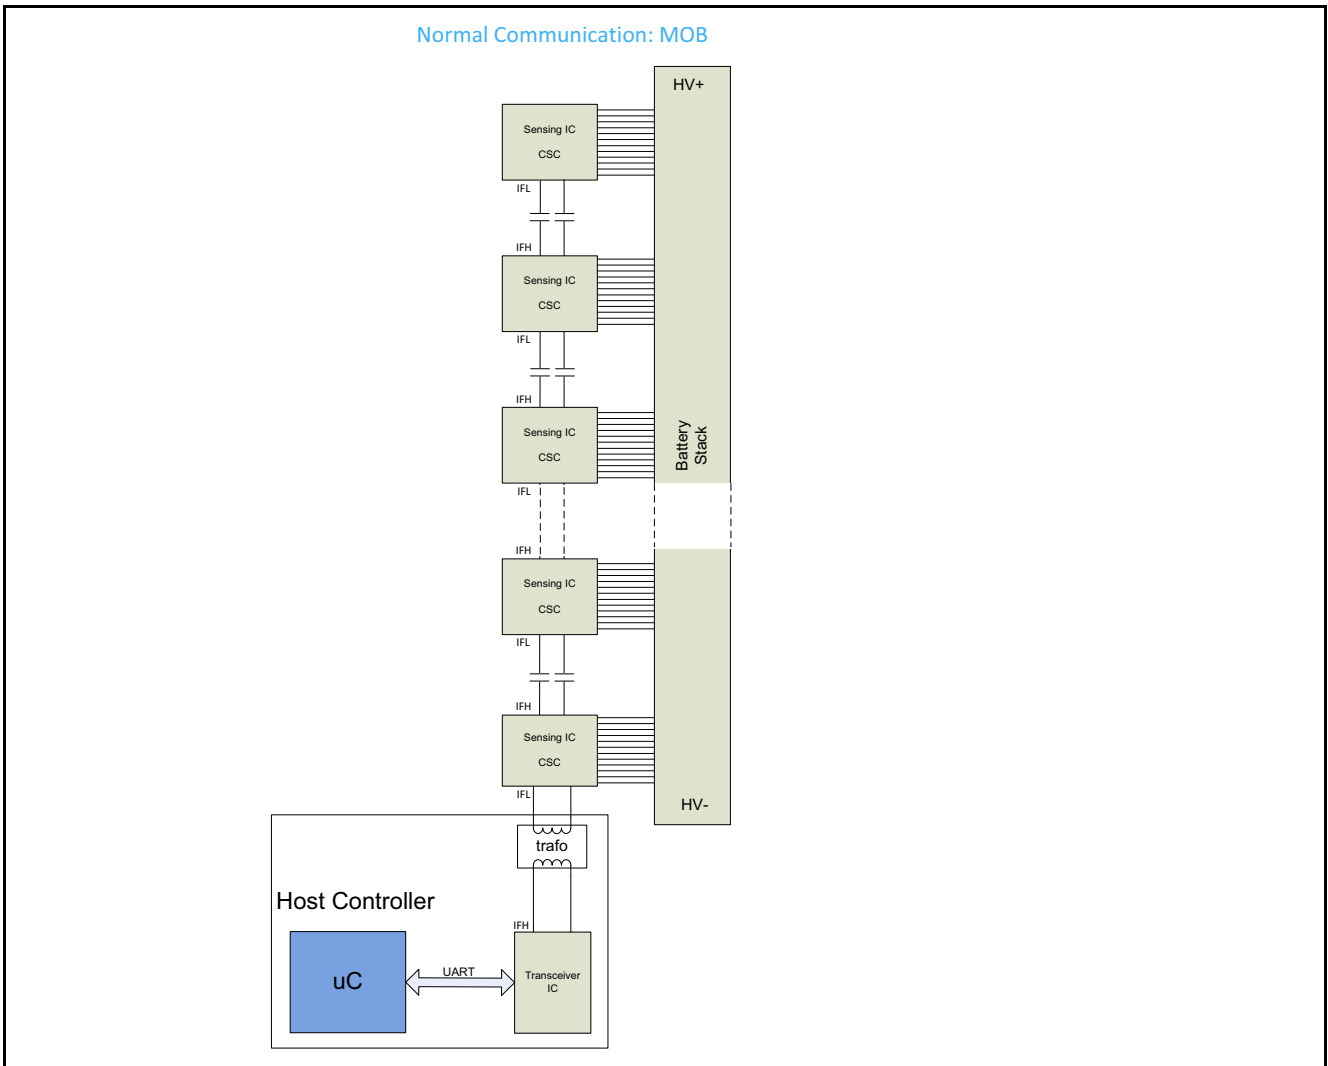 Normal Communication: MOB
HV+
Sensing IC
CSC
IFL
IFH
Sensing IC
CSC
IFL
IFH
Sensing IC
CSC
Battery
Stack
IFL
IFH
Sensing IC
CSC
IFL
IFH
Sensing IC
CSC
IFL
HV-
trafo
Host Controller
IFH
uC
UART
Transceiver
IC